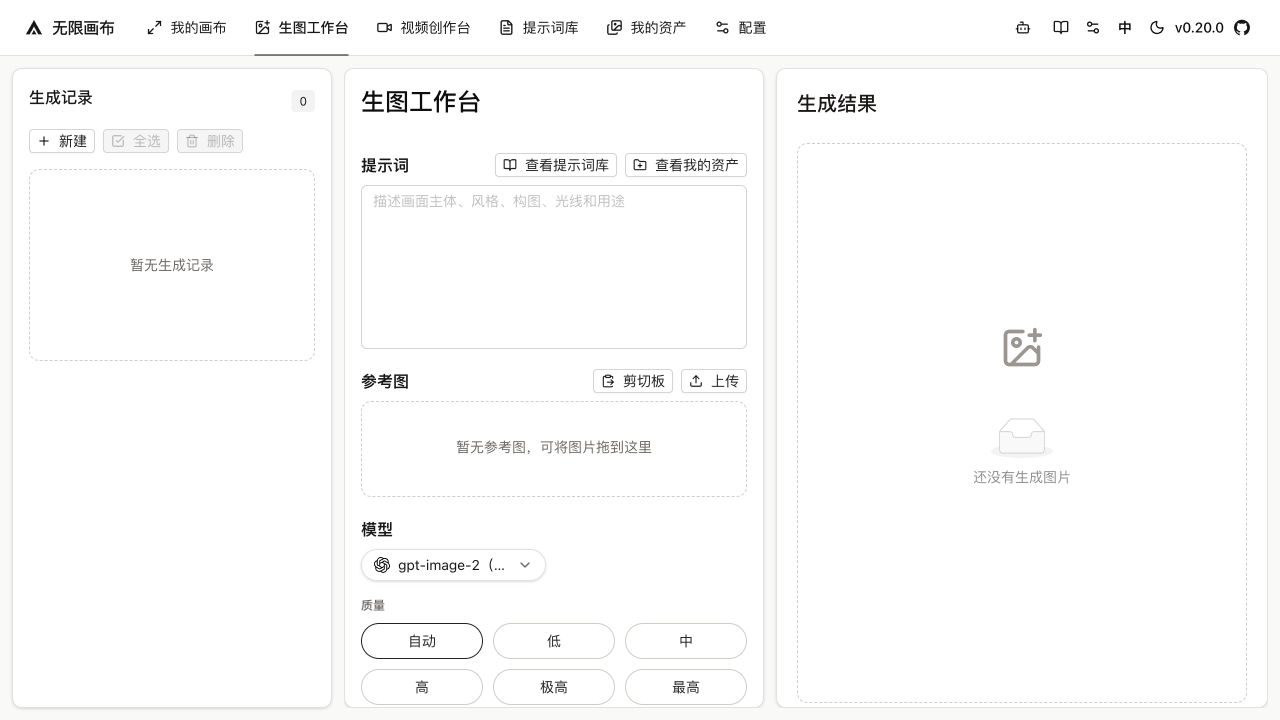 无限画布
我的画布
生图工作台
视频创作台
提示词库
我的资产
配置
中
v0.20.0
生成记录
0
新建
全选
删除
暂无生成记录
生图工作台
提示词
查看提示词库
查看我的资产
描述画面主体、风格、构图、光线和用途
参考图
剪切板
上传
暂无参考图，可将图片拖到这里
模型
gpt-image-2（...
质量
自动
低
中
高
极高
最高
生成结果
还没有生成图片